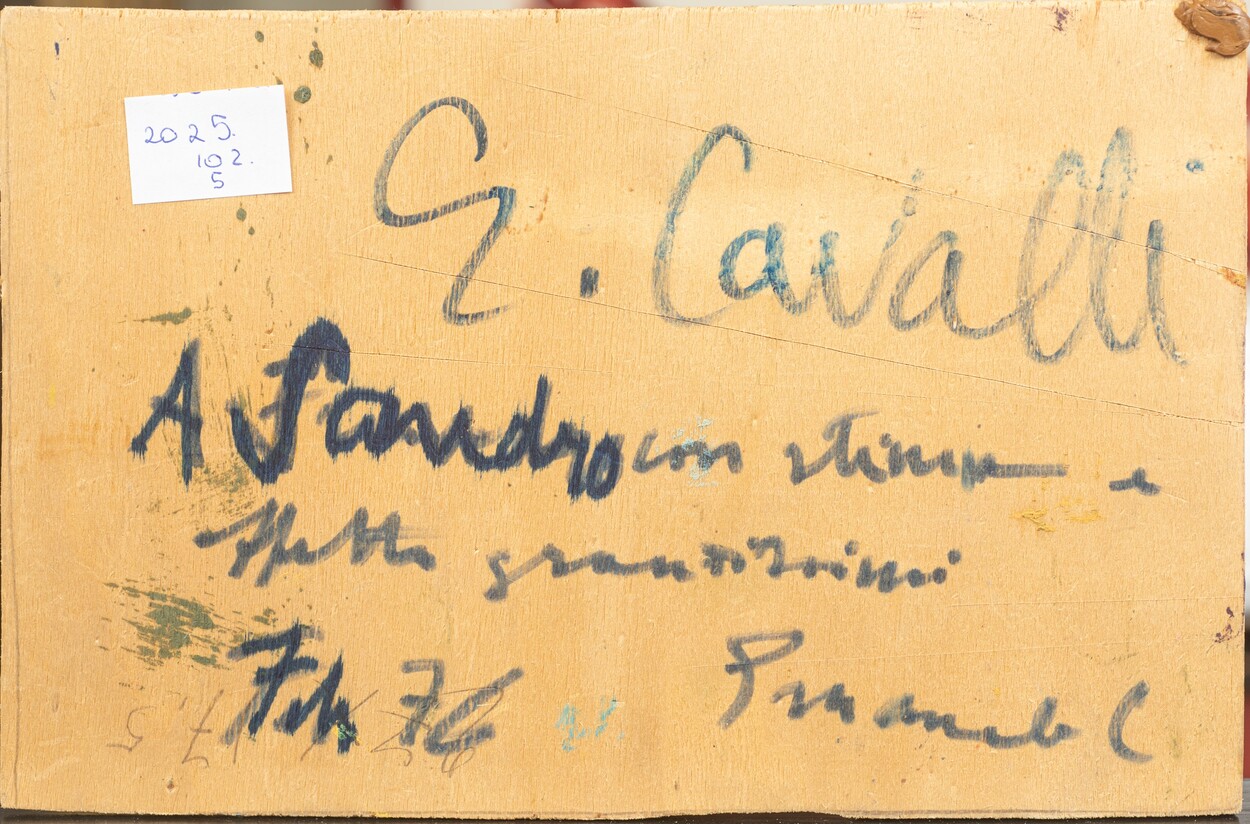 2025.
102.
5
E. Cavalli
A Sandro con stima e
affetto grandissimi
Feb 76
Emanuele C